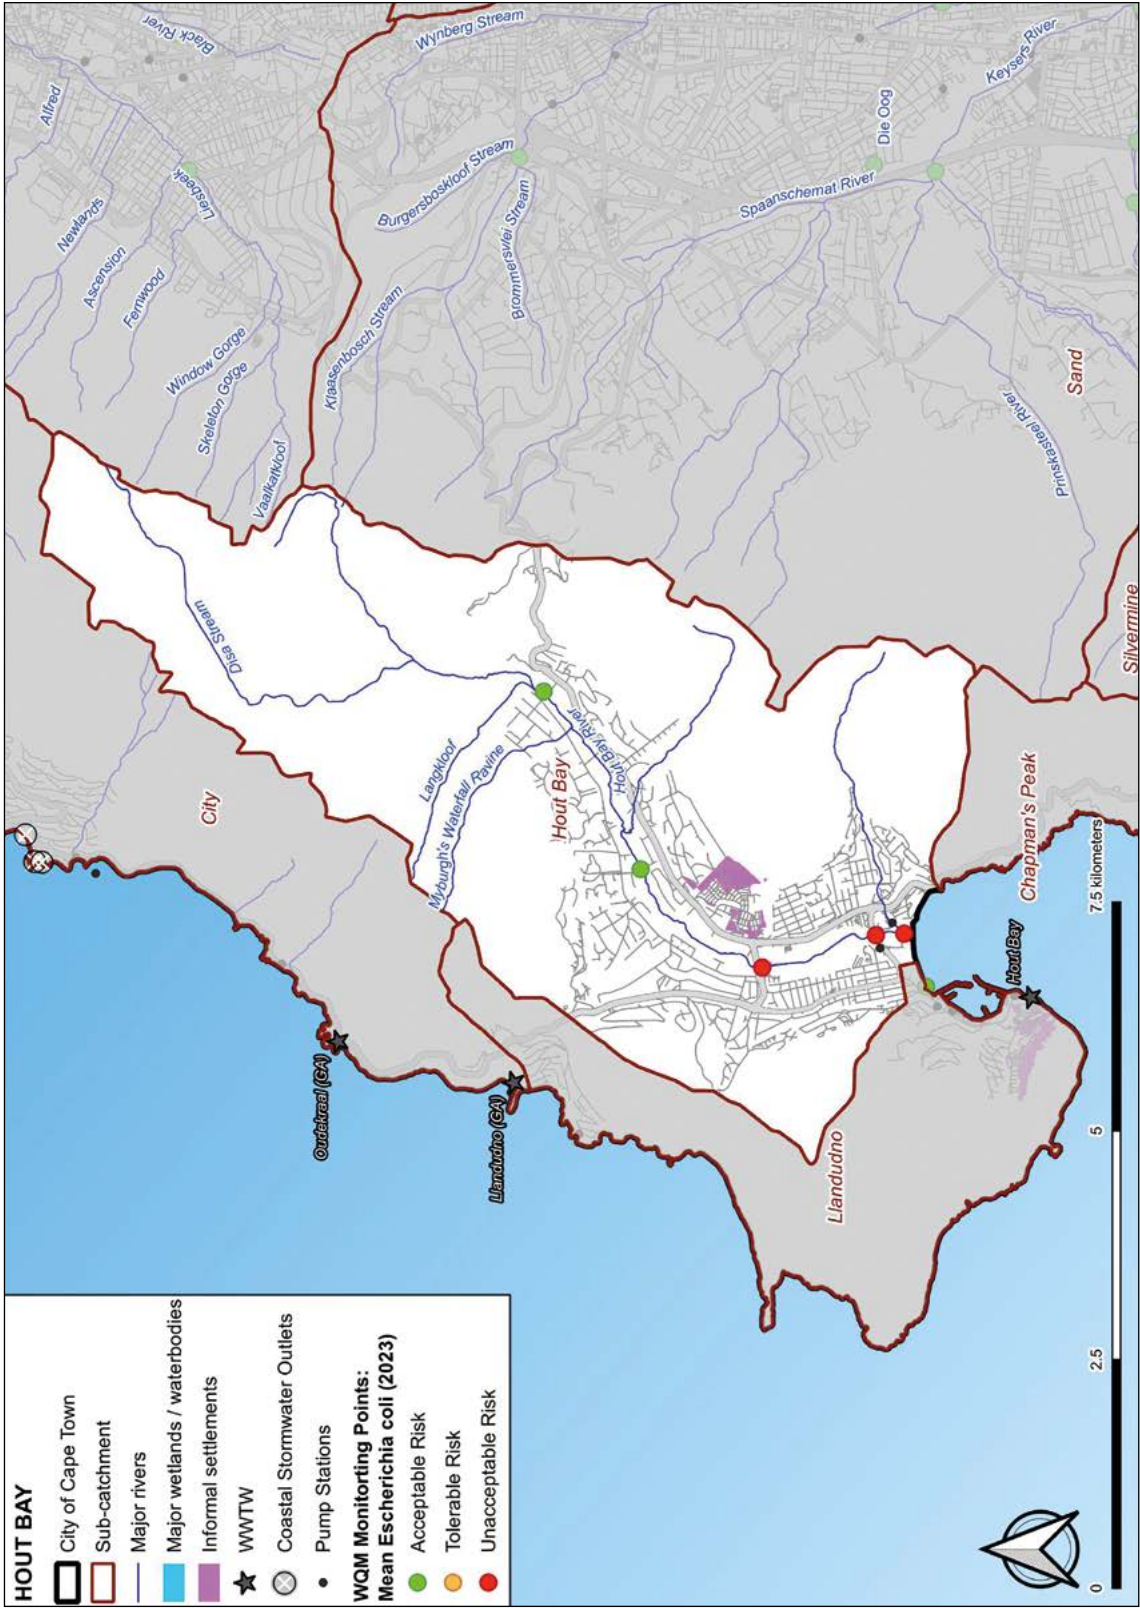 HOUT BAY
City of Cape Town
Sub-catchment
Major rivers
Major wetlands / waterbodies
Informal settlements
WWTW
Coastal Stormwater Outlets
Pump Stations
WQM Monitorting Points:
Mean Escherichia coli (2023)
Acceptable Risk
Tolerable Risk
Unacceptable Risk
Oudekraal (GA)
Llandudno (GA)
Llandudno
City
Hout Bay
Langkloof
Myburgh's Waterfall Ravine
Hout Bay
Hout Bay River
Disa Stream
Chapman's Peak
Silvermine
Sand
Vaalkatkloof
Skeleton Gorge
Window Gorge
Fernwood
Ascension
Newlands
Liesbeek
Alfred
Black River
Klaasenbosch Stream
Brommersvlei Stream
Burgersboskloof Stream
Wynberg Stream
Prinskasteel River
Spaanschemat River
Die Oog
Keysers River
0
2.5
5
7.5 kilometers